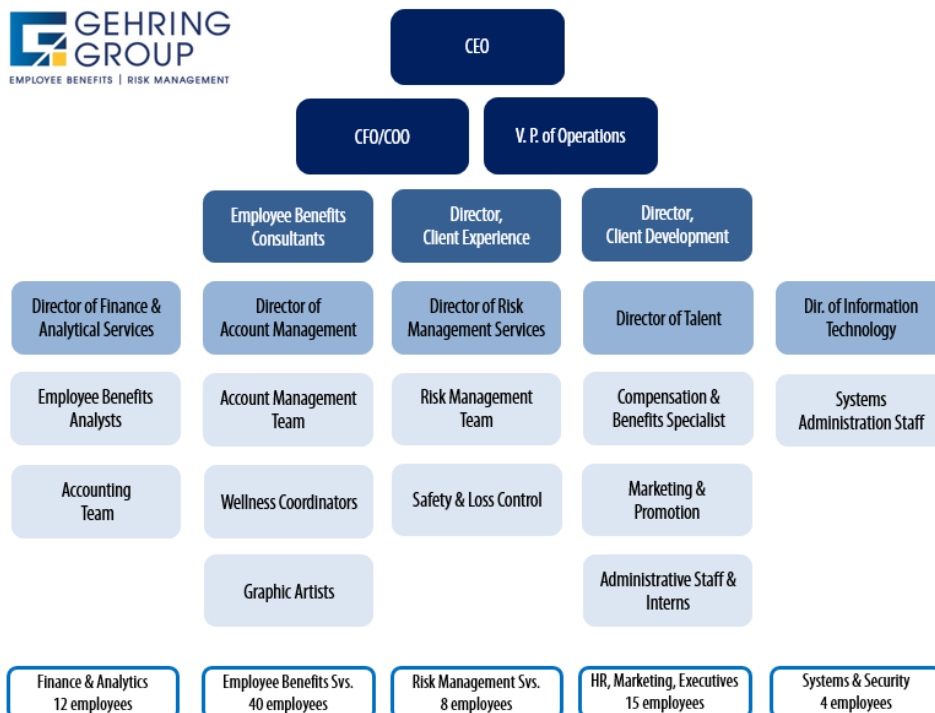 GEHRING
GROUP
EMPLOYEE BENEFITS | RISK MANAGEMENT
CEO
CFO/COO
V. P. of Operations
Employee Benefits
Consultants
Director,
Client Experience
Director,
Client Development
Director of Finance &
Analytical Services
Director of
Account Management
Director of Risk
Management Services
Director of Talent
Dir. of Information
Technology
Employee Benefits
Analysts
Account Management
Team
Risk Management
Team
Compensation &
Benefits Specialist
Systems
Administration Staff
Accounting
Team
Wellness Coordinators
Safety & Loss Control
Marketing &
Promotion
Graphic Artists
Administrative Staff &
Interns
Finance & Analytics
12 employees
Employee Benefits Svs.
40 employees
Risk Management Svs.
8 employees
HR, Marketing, Executives
15 employees
Systems & Security
4 employees